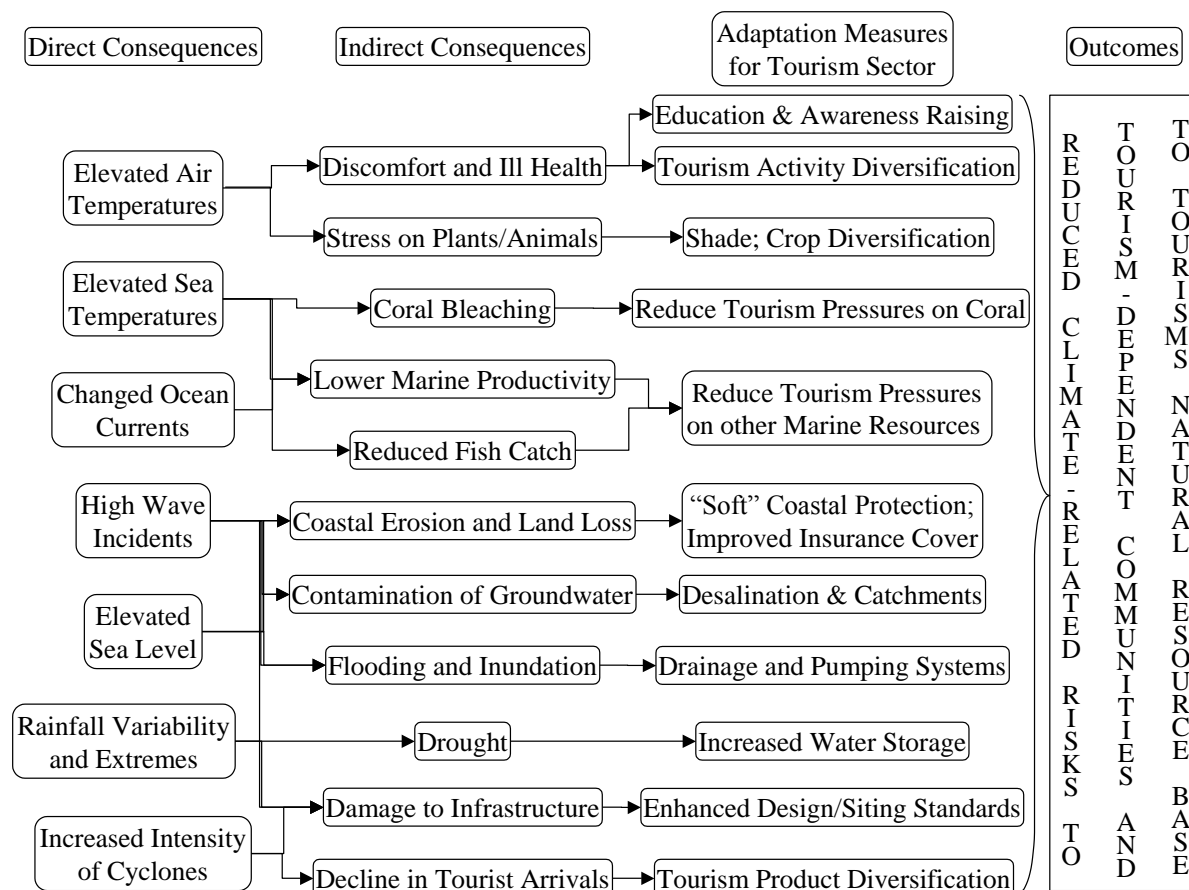 Direct Consequences
Indirect Consequences
Adaptation Measures
for Tourism Sector
Outcomes
Elevated Air
Temperatures
Elevated Sea
Temperatures
Changed Ocean
Currents
High Wave
Incidents
Elevated
Sea Level
Rainfall Variability
and Extremes
Increased Intensity
of Cyclones
Discomfort and Ill Health
Stress on Plants/Animals
Coral Bleaching
Lower Marine Productivity
Reduced Fish Catch
Coastal Erosion and Land Loss
Contamination of Groundwater
Flooding and Inundation
Drought
Damage to Infrastructure
Decline in Tourist Arrivals
Education & Awareness Raising
Tourism Activity Diversification
Shade; Crop Diversification
Reduce Tourism Pressures on Coral
Reduce Tourism Pressures
on other Marine Resources
“Soft” Coastal Protection;
Improved Insurance Cover
Desalination & Catchments
Drainage and Pumping Systems
Increased Water Storage
Enhanced Design/Siting Standards
Tourism Product Diversification
REDUCED CLIMATE-RELATED RISKS TO
TOURISM-DEPENDENT COMMUNITIES AND
TO TOURISMS NATURAL RESOURCE BASE